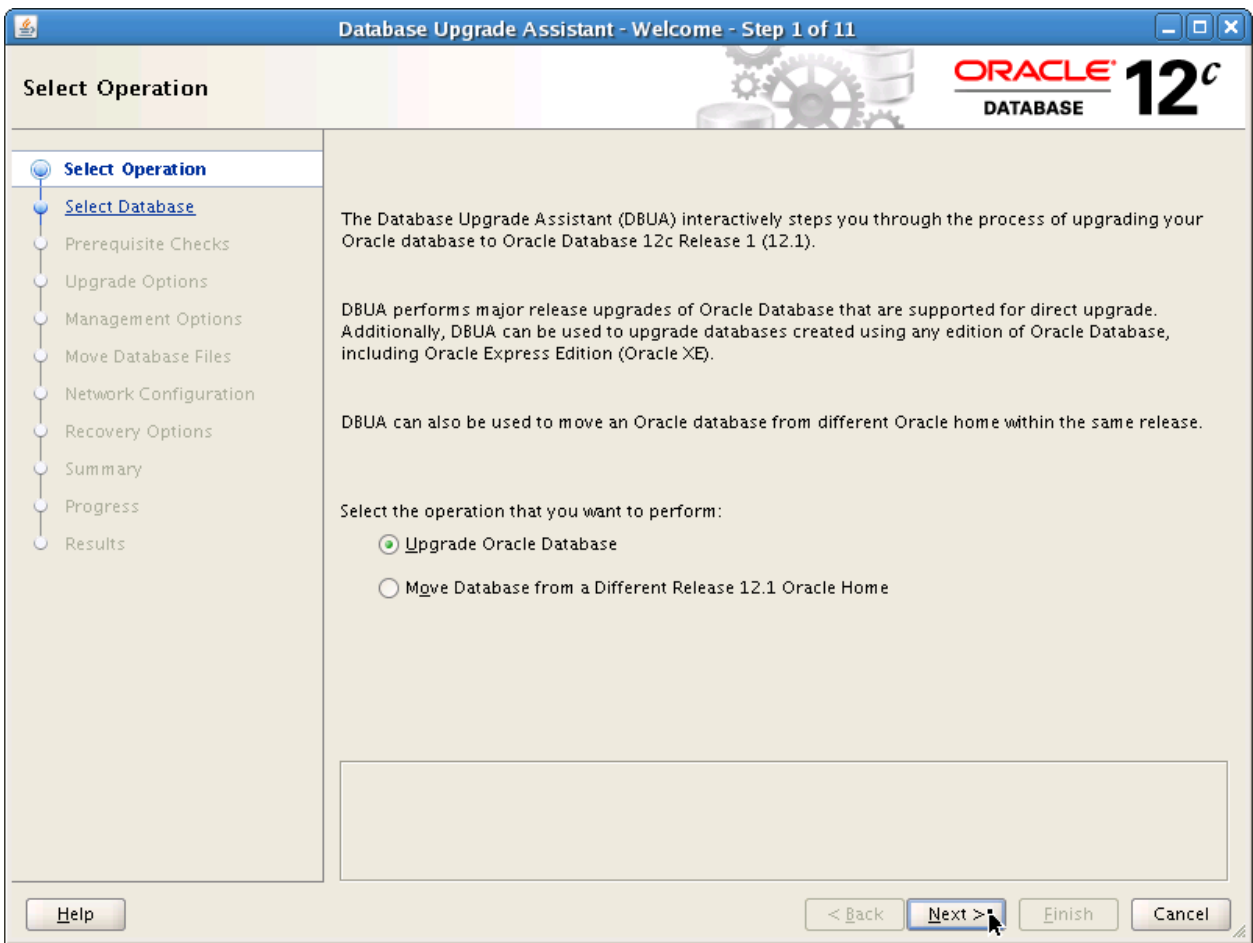 Database Upgrade Assistant - Welcome - Step 1 of 11
Select Operation
ORACLE
DATABASE
12c
Select Operation
Select Database
Prerequisite Checks
Upgrade Options
Management Options
Move Database Files
Network Configuration
Recovery Options
Summary
Progress
Results
The Database Upgrade Assistant (DBUA) interactively steps you through the process of upgrading your
Oracle database to Oracle Database 12c Release 1 (12.1).
DBUA performs major release upgrades of Oracle Database that are supported for direct upgrade.
Additionally, DBUA can be used to upgrade databases created using any edition of Oracle Database,
including Oracle Express Edition (Oracle XE).
DBUA can also be used to move an Oracle database from different Oracle home within the same release.
Select the operation that you want to perform:
Upgrade Oracle Database
Move Database from a Different Release 12.1 Oracle Home
Help
< Back
Next >
Finish
Cancel